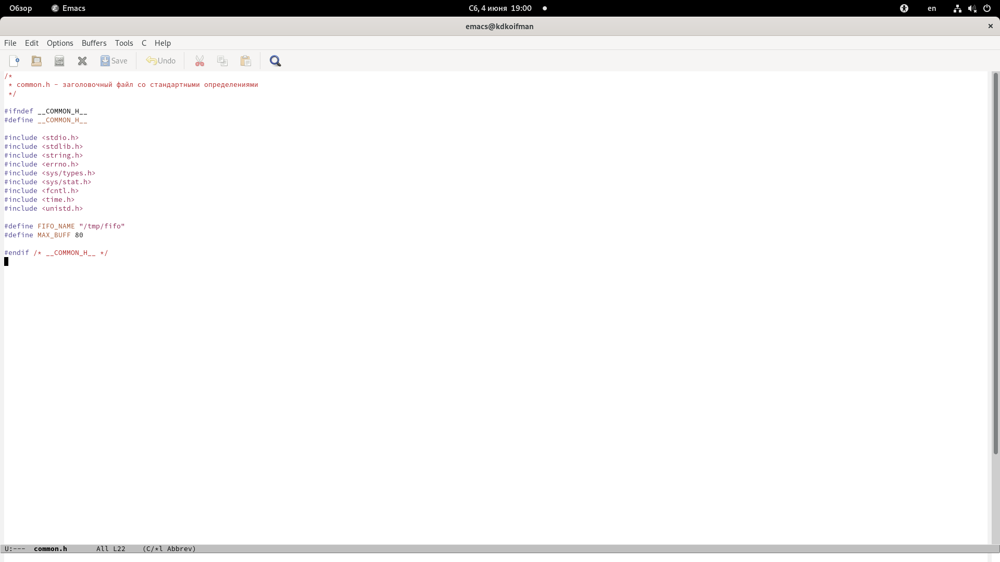 Обзор Emacs Сб, 4 июня 19:00 en
emacs@kdkoifman
File Edit Options Buffers Tools C Help
Save Undo
/*
 * common.h - заголовочный файл со стандартными определениями
 */
#ifndef __COMMON_H__
#define __COMMON_H__
#include <stdio.h>
#include <stdlib.h>
#include <string.h>
#include <errno.h>
#include <sys/types.h>
#include <sys/stat.h>
#include <fcntl.h>
#include <time.h>
#include <unistd.h>
#define FIFO_NAME "/tmp/fifo"
#define MAX_BUFF 80
#endif /* __COMMON_H__ */
U:--- common.h All L22 (C/*l Abbrev)